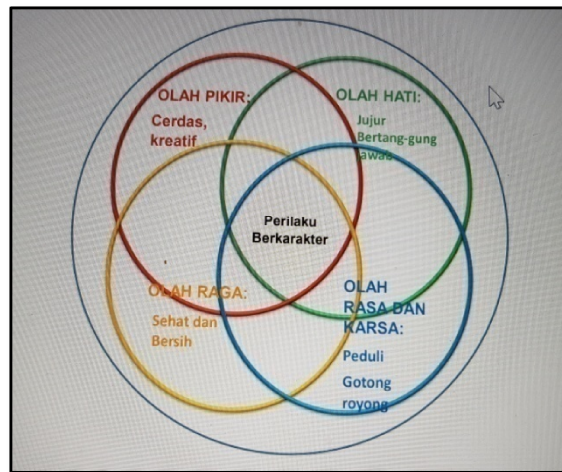 OLAH PIKIR:
Cerdas,
kreatif
OLAH HATI:
Jujur
Bertang-gung
jawab
Perilaku
Berkarakter
OLAH RAGA:
Sehat dan
Bersih
OLAH
RASA DAN
KARSA:
Peduli
Gotong
royong